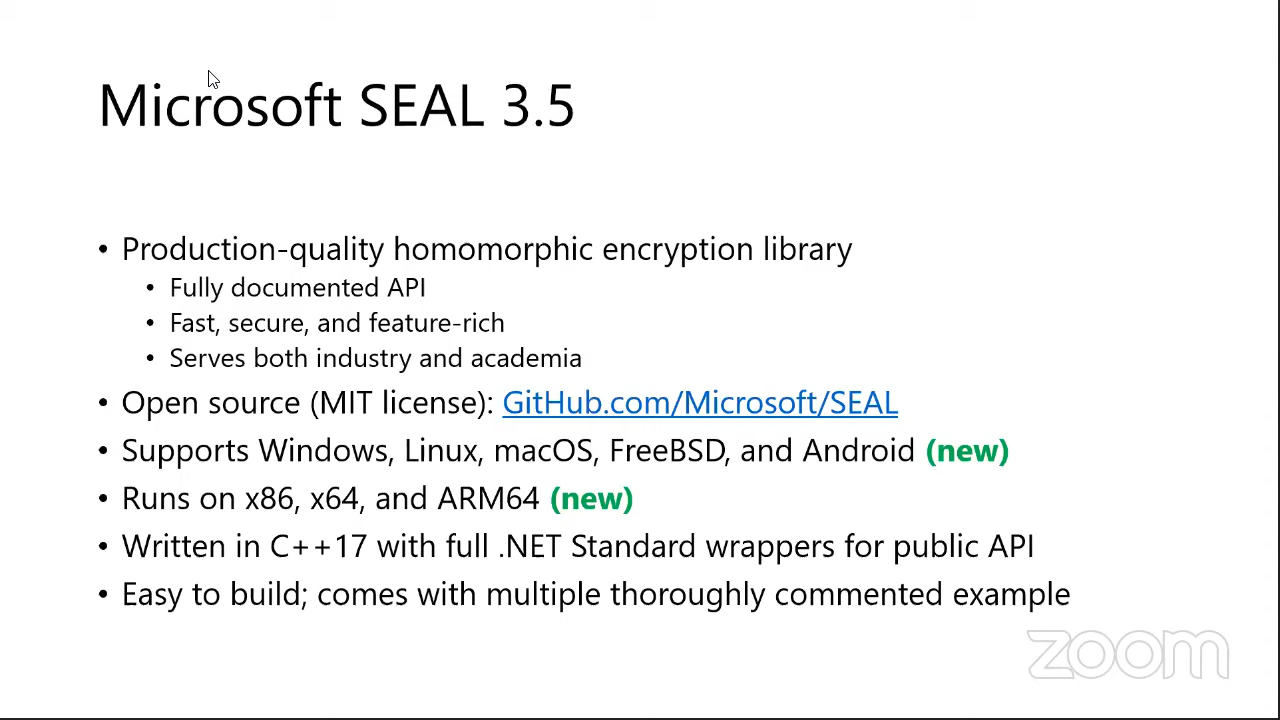 Microsoft SEAL 3.5
• Production-quality homomorphic encryption library
• Fully documented API
• Fast, secure, and feature-rich
• Serves both industry and academia
• Open source (MIT license): GitHub.com/Microsoft/SEAL
• Supports Windows, Linux, macOS, FreeBSD, and Android (new)
• Runs on x86, x64, and ARM64 (new)
• Written in C++17 with full .NET Standard wrappers for public API
• Easy to build; comes with multiple thoroughly commented example
zoom